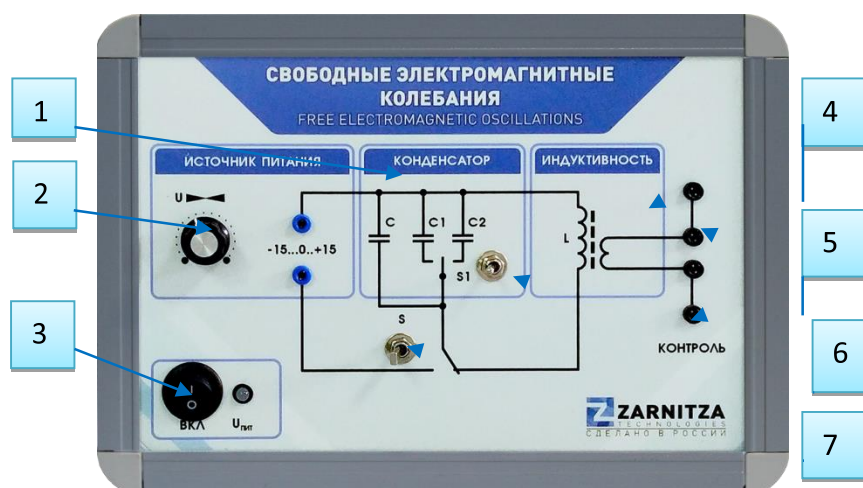 СВОБОДНЫЕ ЭЛЕКТРОМАГНИТНЫЕ
КОЛЕБАНИЯ
FREE ELECTROMAGNETIC OSCILLATIONS
1
2
3
4
5
6
7
ИСТОЧНИК ПИТАНИЯ
КОНДЕНСАТОР
ИНДУКТИВНОСТЬ
U
-15...0..+15
C
C1
C2
S1
S
L
КОНТРОЛЬ
I
O
ВКЛ
Uпит
ZARNITZA
TECHNOLOGIES
СДЕЛАНО В РОССИИ